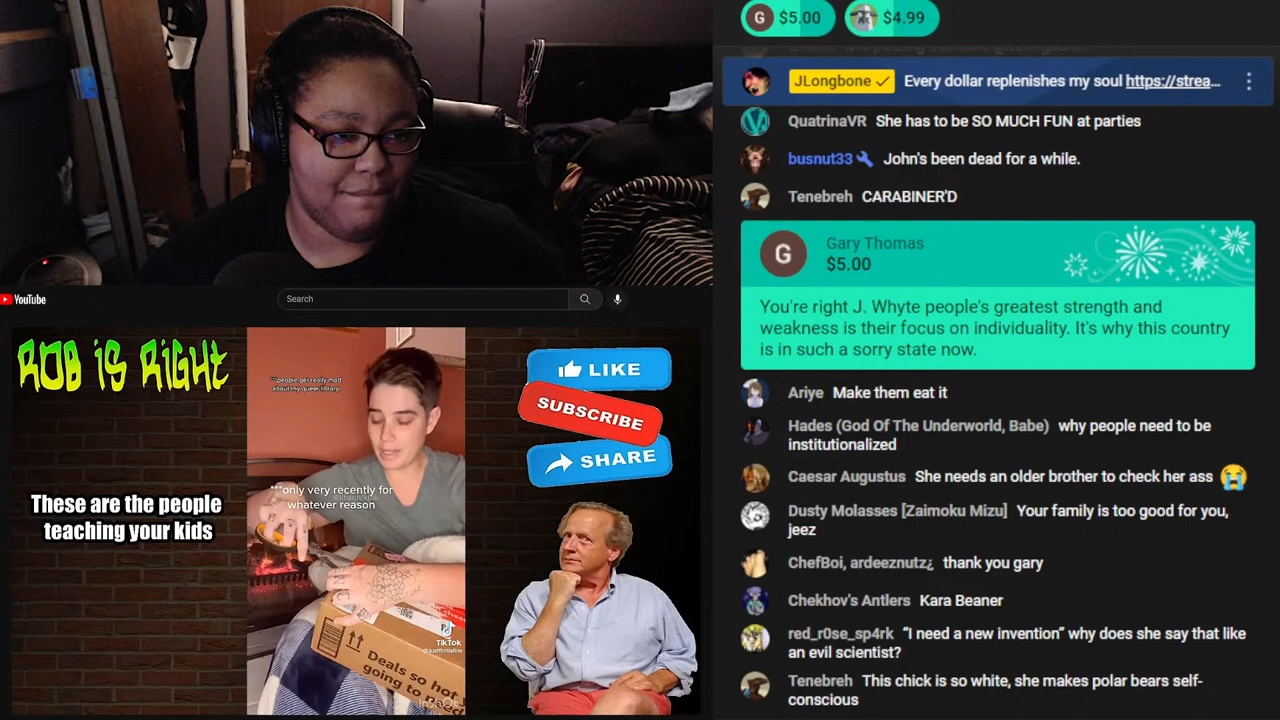 G $5.00
$4.99
JLongbone Every dollar replenishes my soul https://strea...
QuatrinaVR She has to be SO MUCH FUN at parties
busnut33 John's been dead for a while.
Tenebreh CARABINER'D
G
Gary Thomas
$5.00
You're right J. Whyte people's greatest strength and
weakness is their focus on individuality. It's why this country
is in such a sorry state now.
Ariye Make them eat it
Hades (God Of The Underworld, Babe) why people need to be
institutionalized
Caesar Augustus She needs an older brother to check her ass
Dusty Molasses [Zaimoku Mizu] Your family is too good for you,
jeez
ChefBoi, ardeeznutz¿ thank you gary
Chekhov's Antlers Kara Beaner
red_r0se_sp4rk “I need a new invention” why does she say that like
an evil scientist?
Tenebreh This chick is so white, she makes polar bears self-
conscious
YouTube
Search
ROB iS RiGHT
These are the people
teaching your kids
***people get really mad
about my queer library
***only very recently for
whatever reason
Deals so hot
going to
TikTok
LIKE
SUBSCRIBE
SHARE